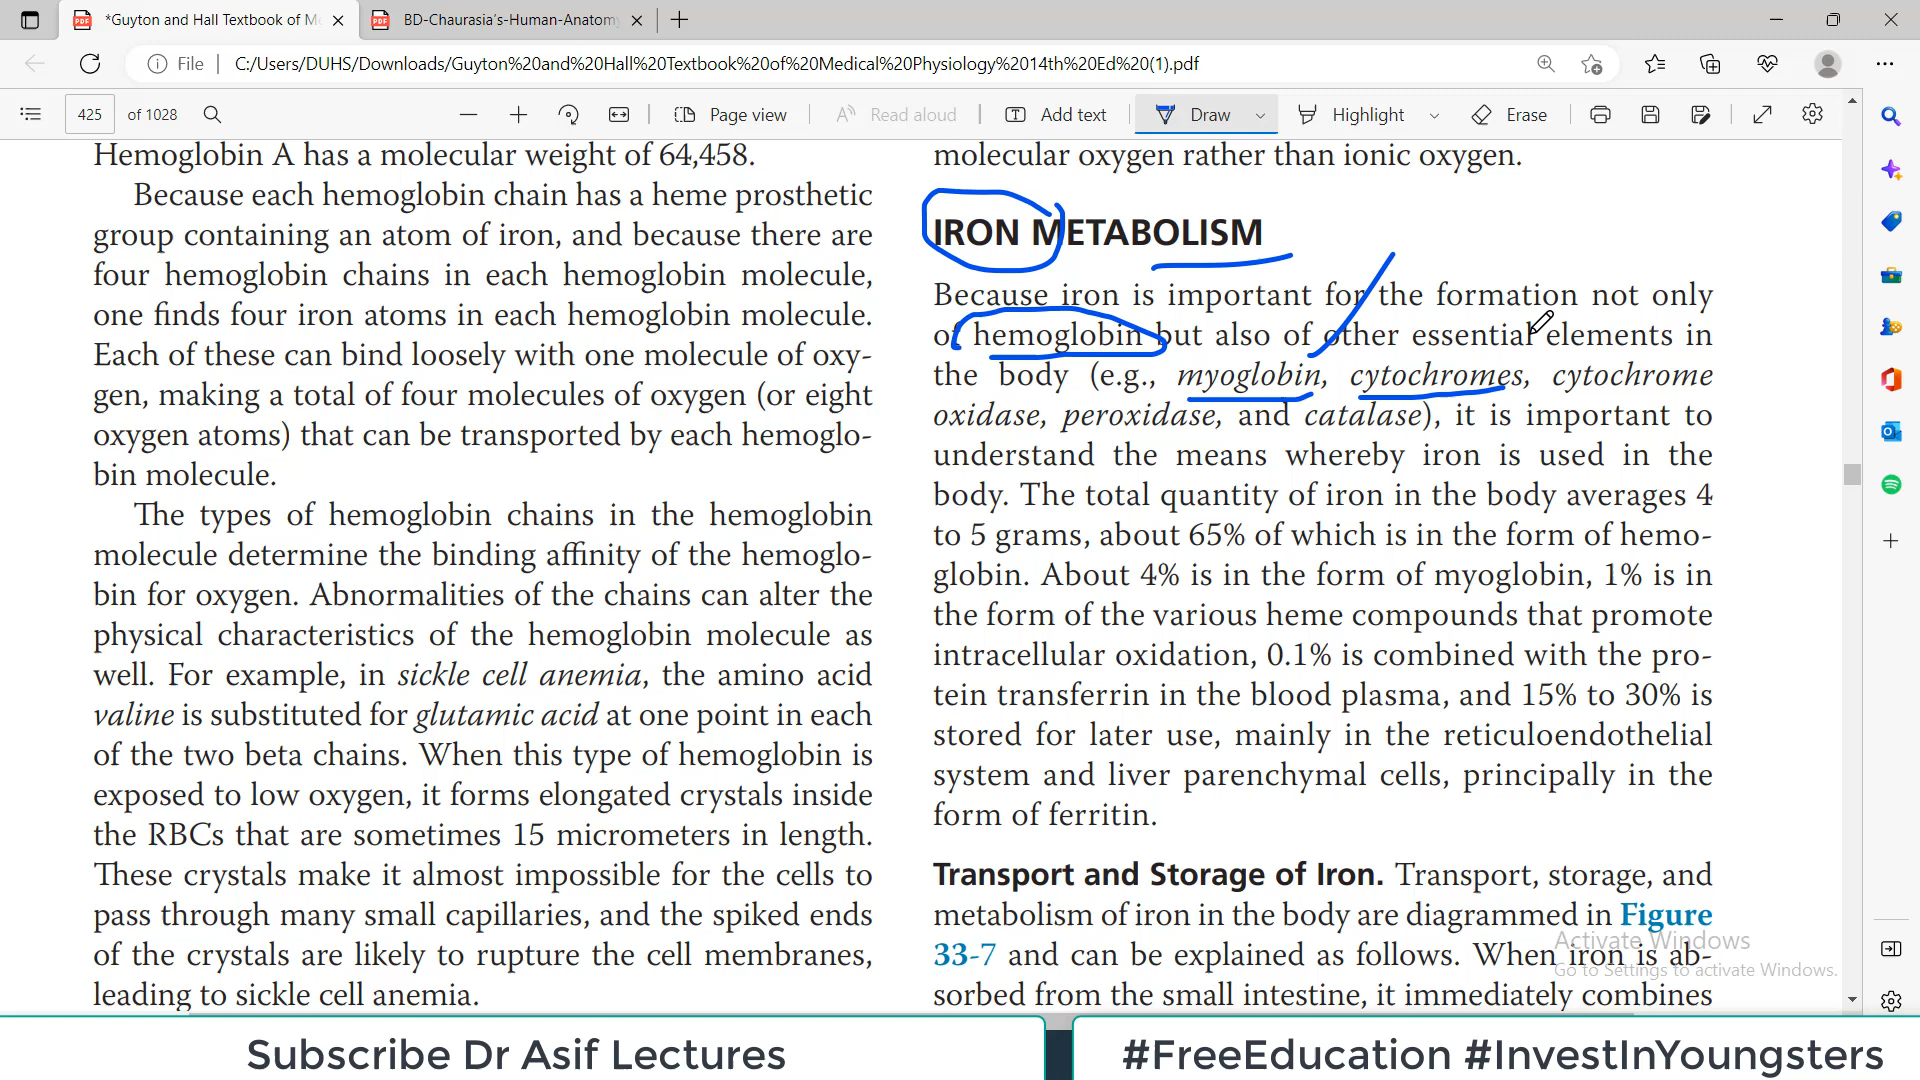 *Guyton and Hall Textbook of M
BD-Chaurasia's-Human-Anatomy
File
C:/Users/DUHS/Downloads/Guyton%20and%20Hall%20Textbook%20of%20Medical%20Physiology%2014th%20Ed%20(1).pdf
425 of 1028
Page view
Read aloud
Add text
Draw
Highlight
Erase
Hemoglobin A has a molecular weight of 64,458.
Because each hemoglobin chain has a heme prosthetic
group containing an atom of iron, and because there are
four hemoglobin chains in each hemoglobin molecule,
one finds four iron atoms in each hemoglobin molecule.
Each of these can bind loosely with one molecule of oxy-
gen, making a total of four molecules of oxygen (or eight
oxygen atoms) that can be transported by each hemoglo-
bin molecule.
The types of hemoglobin chains in the hemoglobin
molecule determine the binding affinity of the hemoglo-
bin for oxygen. Abnormalities of the chains can alter the
physical characteristics of the hemoglobin molecule as
well. For example, in sickle cell anemia, the amino acid
valine is substituted for glutamic acid at one point in each
of the two beta chains. When this type of hemoglobin is
exposed to low oxygen, it forms elongated crystals inside
the RBCs that are sometimes 15 micrometers in length.
These crystals make it almost impossible for the cells to
pass through many small capillaries, and the spiked ends
of the crystals are likely to rupture the cell membranes,
leading to sickle cell anemia.
molecular oxygen rather than ionic oxygen.
IRON METABOLISM
Because iron is important for the formation not only
of hemoglobin but also of other essential elements in
the body (e.g., myoglobin, cytochromes, cytochrome
oxidase, peroxidase, and catalase), it is important to
understand the means whereby iron is used in the
body. The total quantity of iron in the body averages 4
to 5 grams, about 65% of which is in the form of hemo-
globin. About 4% is in the form of myoglobin, 1% is in
the form of the various heme compounds that promote
intracellular oxidation, 0.1% is combined with the pro-
tein transferrin in the blood plasma, and 15% to 30% is
stored for later use, mainly in the reticuloendothelial
system and liver parenchymal cells, principally in the
form of ferritin.
Transport and Storage of Iron. Transport, storage, and
metabolism of iron in the body are diagrammed in Figure
33-7 and can be explained as follows. When iron is ab-
sorbed from the small intestine, it immediately combines
Activate Windows
Go to Settings to activate Windows.
Subscribe Dr Asif Lectures
#FreeEducation #InvestInYoungsters